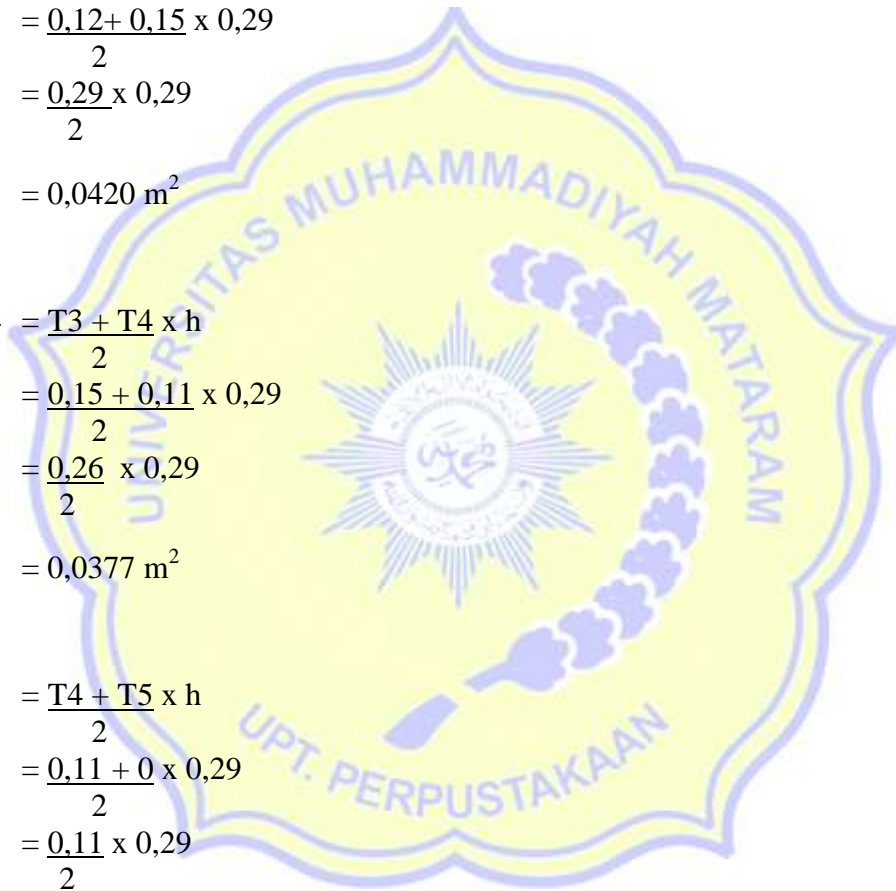 = 0,12+ 0,15 x 0,29
2
= 0,29 x 0,29
2
= 0,0420 m²
= T3 + T4 x h
2
= 0,15 + 0,11 x 0,29
2
= 0,26 x 0,29
2
= 0,0377 m²
= T4 + T5 x h
2
= 0,11 + 0 x 0,29
2
= 0,11 x 0,29
2
UNIVERSITAS MUHAMMADIYAH MATARAM
UPT. PERPUSTAKAAN